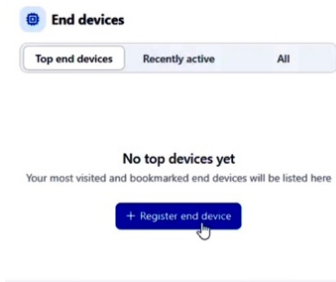 End devices
Top end devices Recently active All
No top devices yet
Your most visited and bookmarked end devices will be listed here
+ Register end device